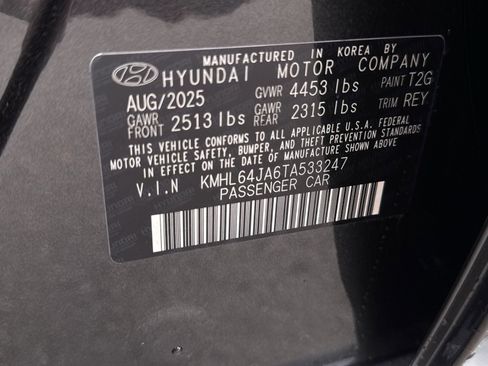 MANUFACTURED IN KOREA BY
HYUNDAI MOTOR COMPANY
AUG/2025 GVWR 4453 lbs PAINT T2G
GAWR FRONT 2513 lbs GAWR REAR 2315 lbs TRIM REY
THIS VEHICLE CONFORMS TO ALL APPLICABLE U.S. FEDERAL
MOTOR VEHICLE SAFETY, BUMPER, AND THEFT PREVENTION STANDARDS
IN EFFECT ON THE DATE OF MANUFACTURE SHOWN ABOVE.
V.I.N KMHL64JA6TA533247
PASSENGER CAR